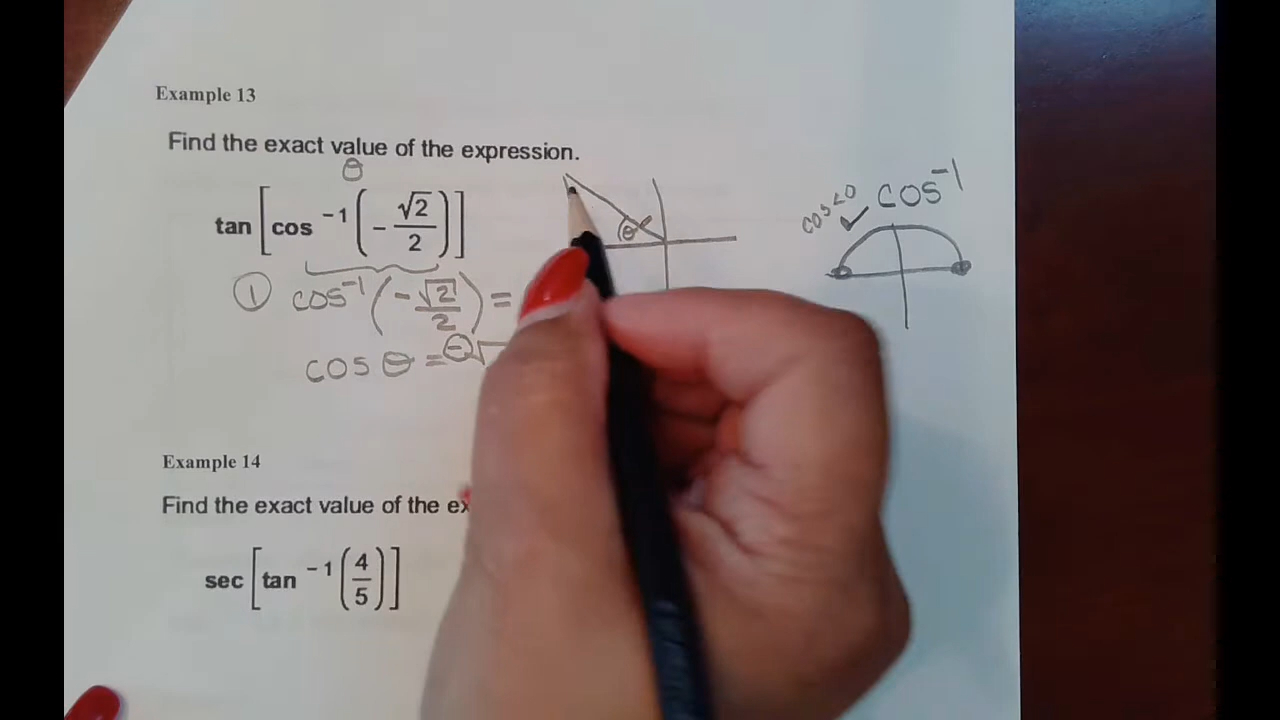 Example 13
Find the exact value of the expression.
θ
tan [cos⁻¹(-√2/2)]
① cos⁻¹(-√2/2) =
cos θ = -√
θ
cos<0
cos⁻¹
Example 14
Find the exact value of the ex
sec [tan⁻¹(4/5)]